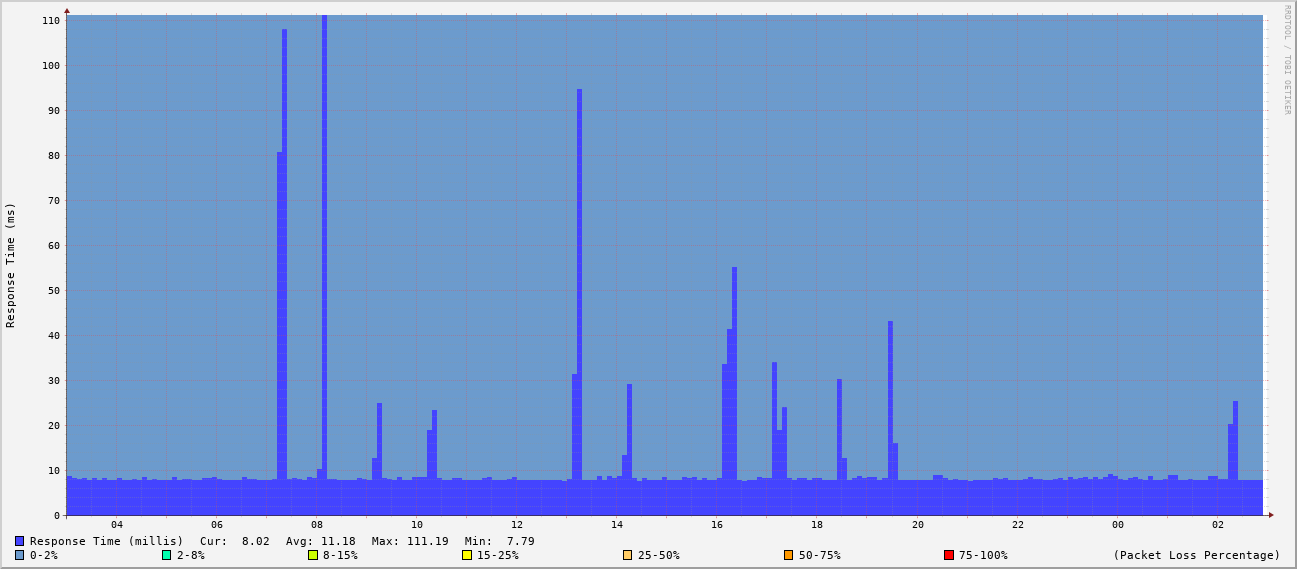 RRDTOOL / TOBI OETIKER
Response Time (ms)
110
100
90
80
70
60
50
40
30
20
10
0
04 06 08 10 12 14 16 18 20 22 00 02
Response Time (millis) Cur: 8.02 Avg: 11.18 Max: 111.19 Min: 7.79
0-2% 2-8% 8-15% 15-25% 25-50% 50-75% 75-100% (Packet Loss Percentage)